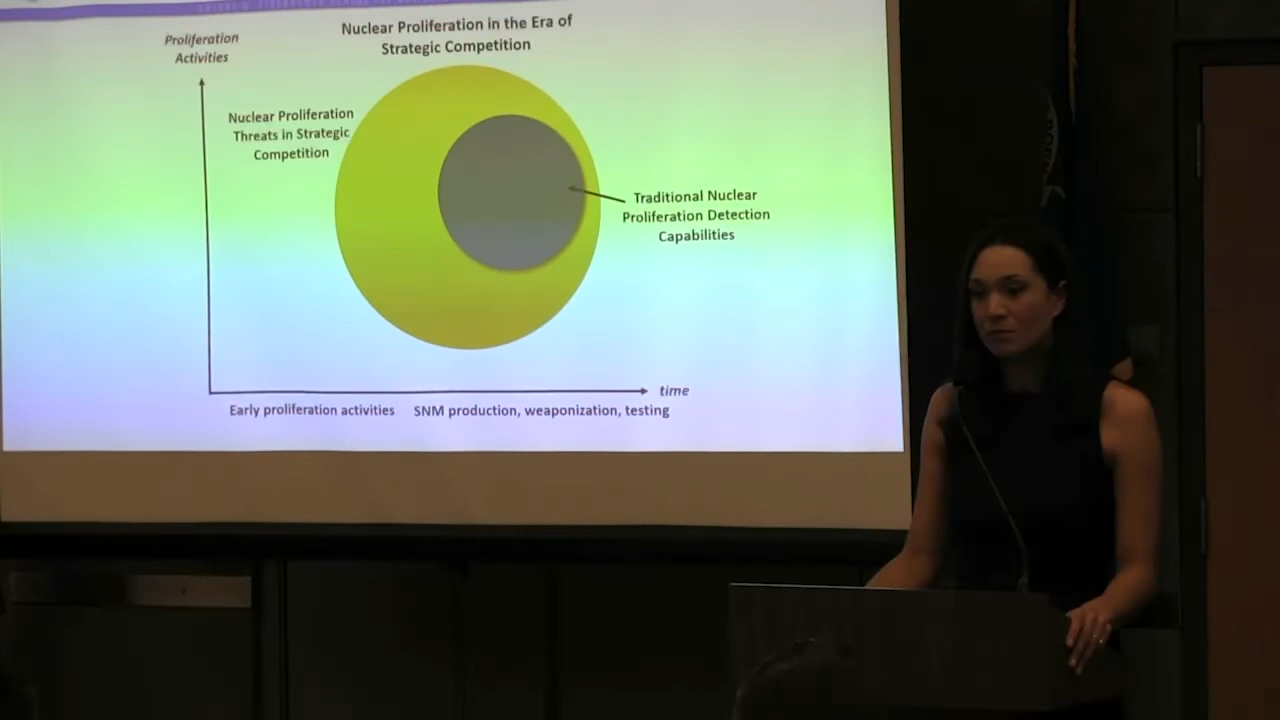 Nuclear Proliferation in the Era of
Strategic Competition
Proliferation
Activities
Nuclear Proliferation
Threats in Strategic
Competition
Traditional Nuclear
Proliferation Detection
Capabilities
time
Early proliferation activities
SNM production, weaponization, testing